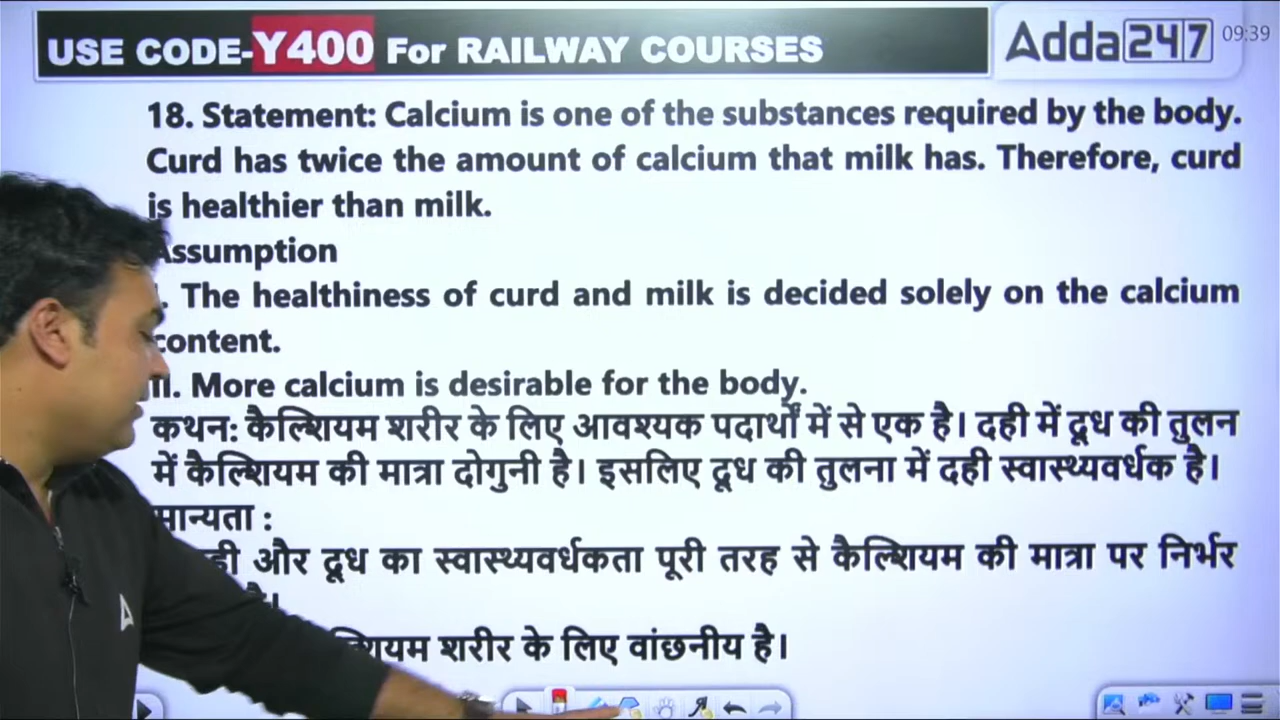 USE CODE-Y400 For RAILWAY COURSES
Adda247
09:39
18. Statement: Calcium is one of the substances required by the body.
Curd has twice the amount of calcium that milk has. Therefore, curd
is healthier than milk.
Assumption
I. The healthiness of curd and milk is decided solely on the calcium
content.
II. More calcium is desirable for the body.
कथन: कैल्शियम शरीर के लिए आवश्यक पदार्थों में से एक है। दही में दूध की तुलन
में कैल्शियम की मात्रा दोगुनी है। इसलिए दूध की तुलना में दही स्वास्थ्यवर्धक है।
मान्यता :
और दूध का स्वास्थ्यवर्धकता पूरी तरह से कैल्शियम की मात्रा पर निर्भर
है।
शरीर के लिए वांछनीय है।